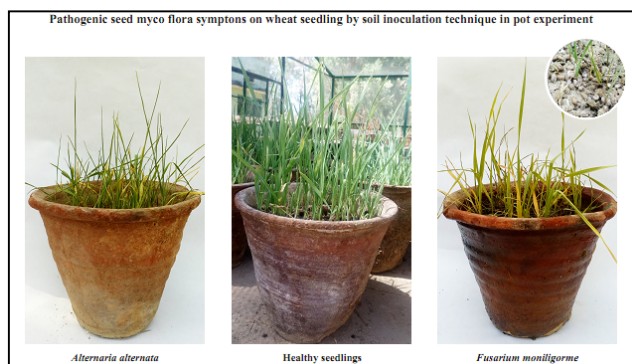 Pathogenic seed myco flora symptons on wheat seedling by soil inoculation technique in pot experiment
Alternaria alternata
Healthy seedlings
Fusarium moniligorme